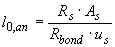 l0,an = Rs · As / Rbond · us